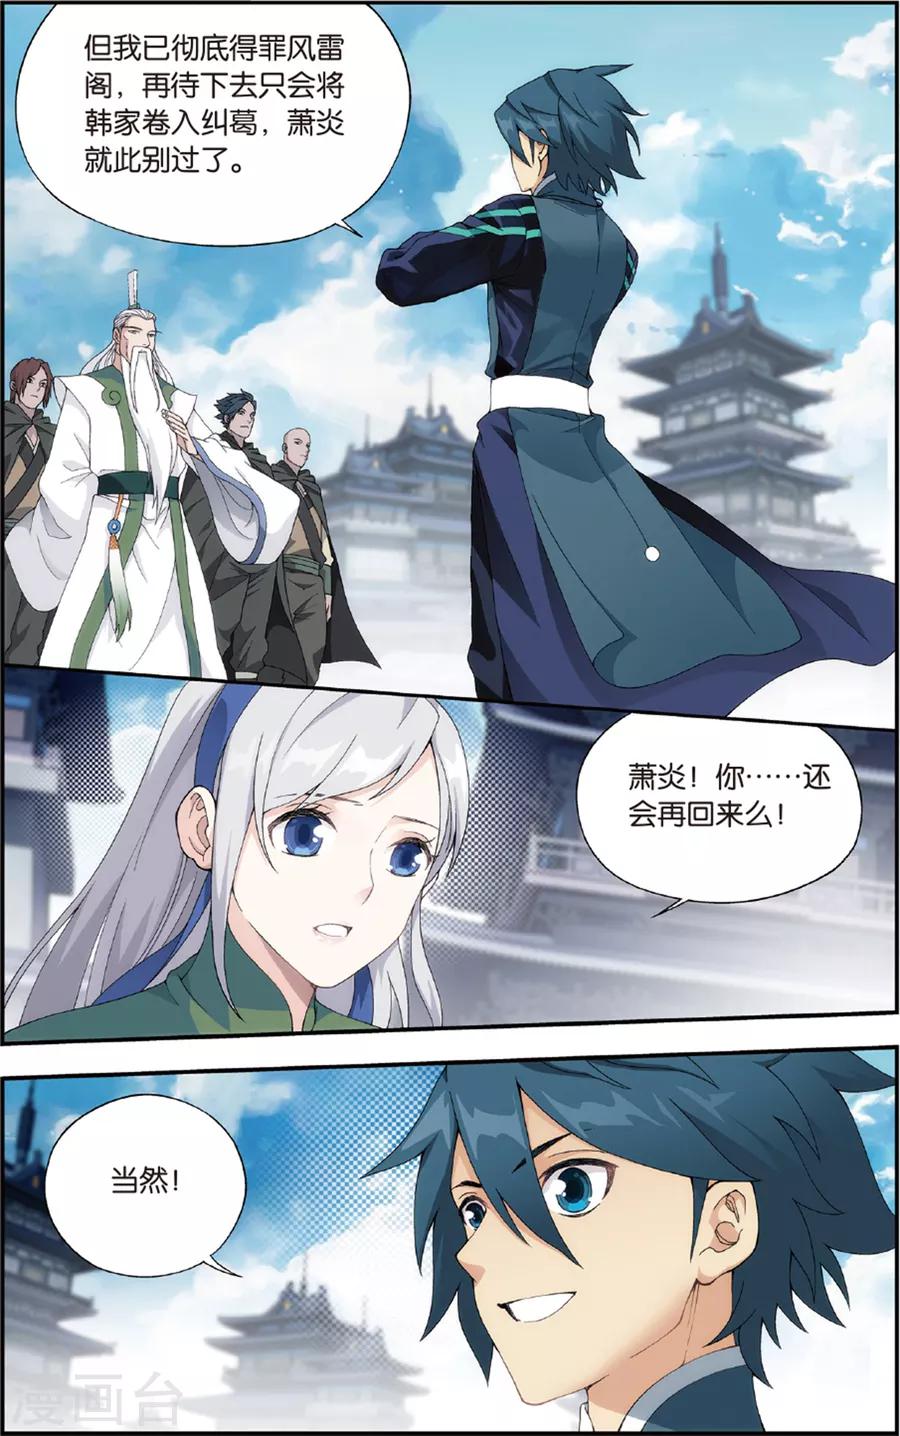 但我已彻底得罪风雷
阁，再待下去只会将
韩家卷入纠葛，萧炎
就此别过了。
萧炎！你……还
会再回来么！
当然！
漫画台